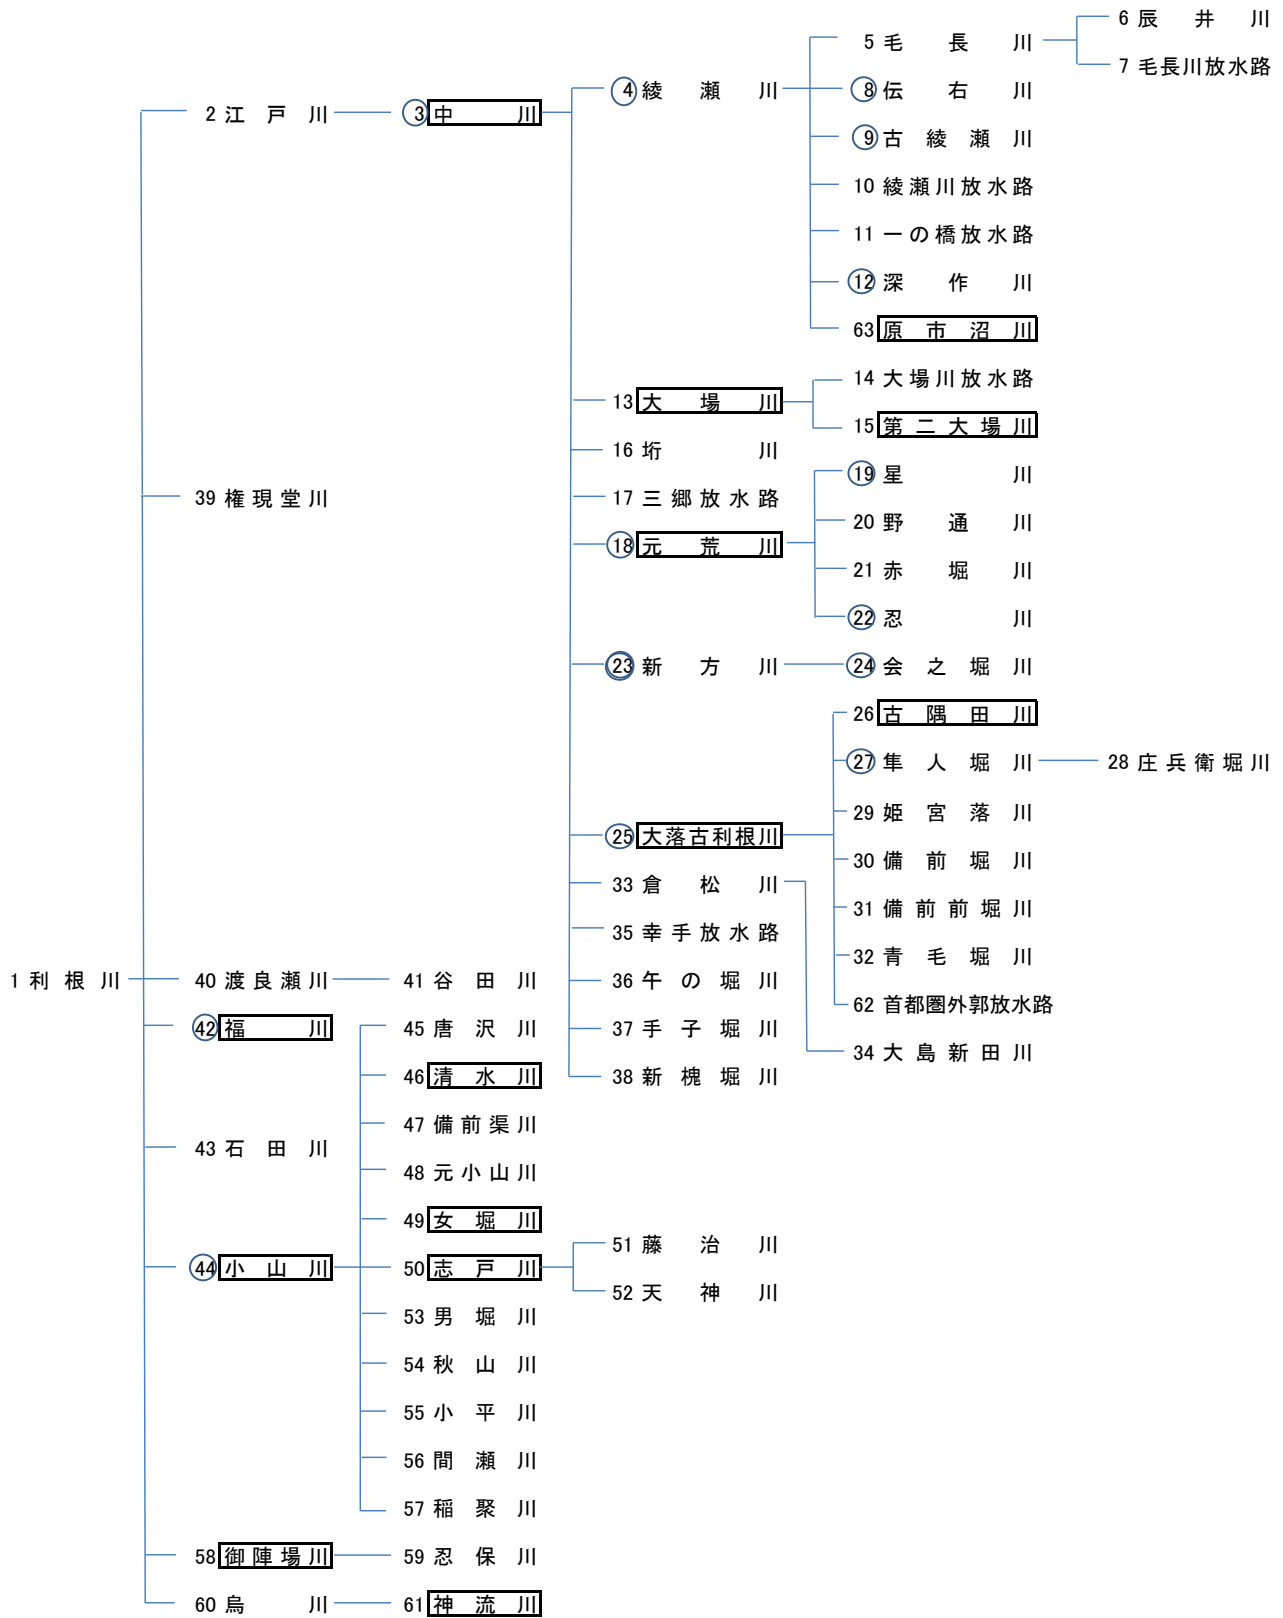 6 辰井川
5 毛長川
7 毛長川放水路
4 綾瀬川
8 伝右川
2 江戸川
3 中川
9 古綾瀬川
10 綾瀬川放水路
11 一の橋放水路
12 深作川
63 原市沼川
14 大場川放水路
13 大場川
15 第二大場川
16 垳川
19 星川
39 権現堂川
17 三郷放水路
20 野通川
18 元荒川
21 赤堀川
22 忍川
23 新方川
24 会之堀川
26 古隅田川
27 隼人堀川
28 庄兵衛堀川
29 姫宮落川
25 大落古利根川
30 備前堀川
33 倉松川
31 備前前堀川
35 幸手放水路
32 青毛堀川
1 利根川
40 渡良瀬川
41 谷田川
36 午の堀川
62 首都圏外郭放水路
42 福川
45 唐沢川
37 手子堀川
34 大島新田川
46 清水川
38 新槐堀川
47 備前渠川
43 石田川
48 元小山川
49 女堀川
51 藤治川
44 小山川
50 志戸川
52 天神川
53 男堀川
54 秋山川
55 小平川
56 間瀬川
57 稲聚川
58 御陣場川
59 忍保川
60 烏川
61 神流川